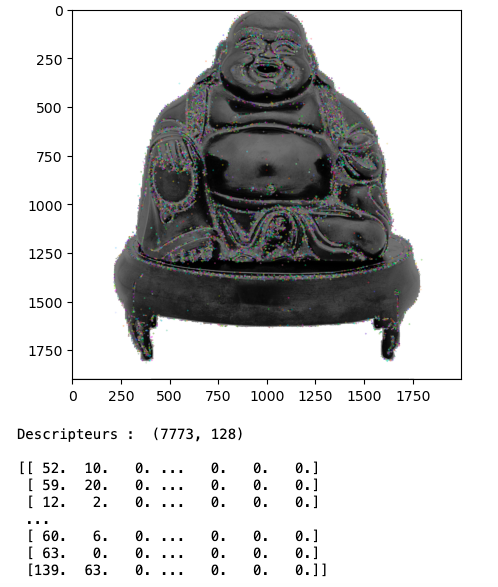 0
250
500
750
1000
1250
1500
1750
0 250 500 750 1000 1250 1500 1750
Descripteurs :  (7773, 128)
[[ 52.  10.   0. ...   0.   0.   0.]
 [ 59.  20.   0. ...   0.   0.   0.]
 [ 12.   2.   0. ...   0.   0.   0.]
 ...
 [ 60.   6.   0. ...   0.   0.   0.]
 [ 63.   0.   0. ...   0.   0.   0.]
 [139.  63.   0. ...   0.   0.   0.]]